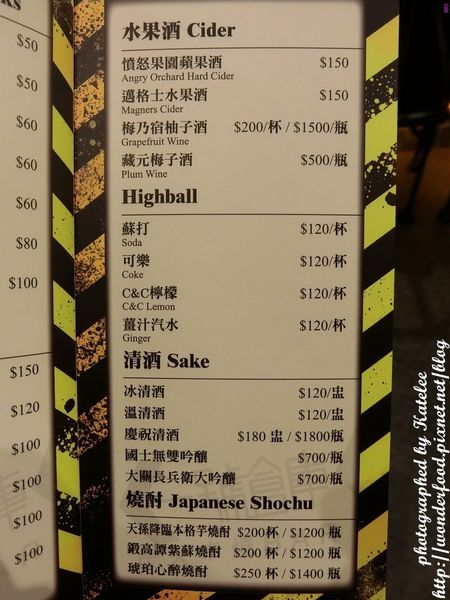 ks
$50
$50
$60
$60
$60
$80
$100
$150
$120
$100
$100
$100
$100
水果酒 Cider
憤怒果園蘋果酒 $150
Angry Orchard Hard Cider
邁格士水果酒 $150
Magners Cider
梅乃宿柚子酒 $200/杯 / $1500/瓶
Grapefruit Wine
藏元梅子酒 $500/瓶
Plum Wine
Highball
蘇打 $120/杯
Soda
可樂 $120/杯
Coke
C&C檸檬 $120/杯
C&C Lemon
薑汁汽水 $120/杯
Ginger
清酒 Sake
冰清酒 $120/盅
溫清酒 $120/盅
慶祝清酒 $180 盅 / $1800瓶
國士無雙吟釀 $700/瓶
大關長兵衛大吟釀 $700/瓶
燒酎 Japanese Shochu
天孫降臨本格芋燒酎 $200杯 / $1200 瓶
鍛高譚紫蘇燒酎 $200 杯 / $1200 瓶
琥珀心醉燒酎 $250 杯 / $1400 瓶
photographed by Katelee
http://wonderfood.pixnet.net/blog